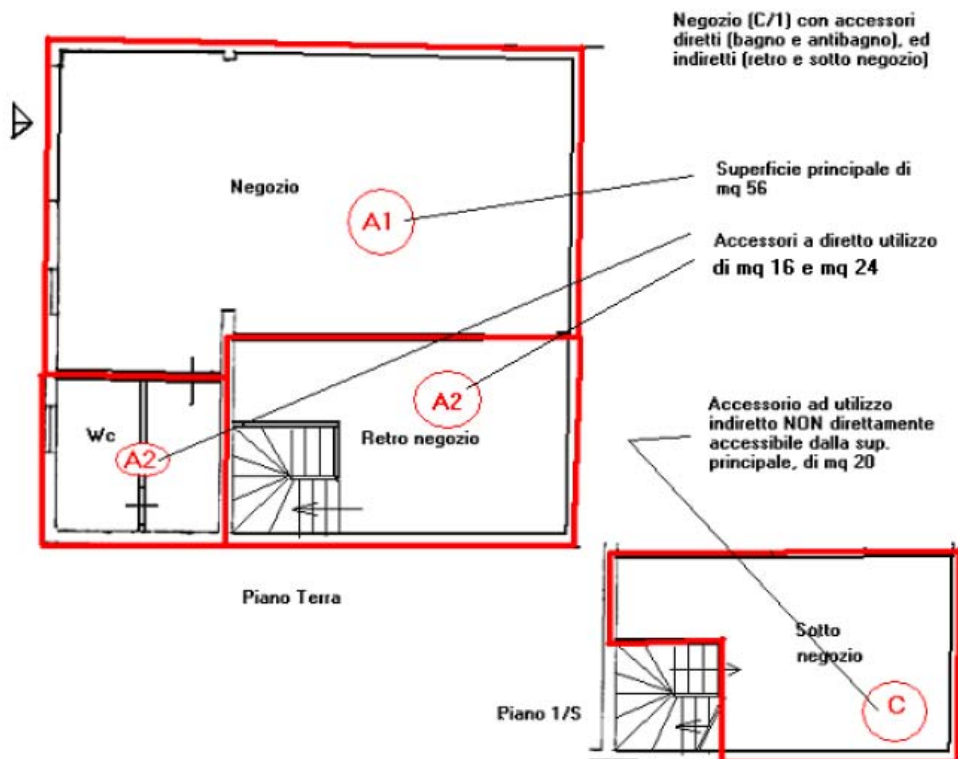 Negozio (C/1) con accessori
diretti (bagno e antibagno), ed
indiretti (retro e sotto negozio)
Negozio
A1
Superficie principale di
mq 56
Accessori a diretto utilizzo
di mq 16 e mq 24
A2
Retro negozio
Wc
A2
Accessorio ad utilizzo
indiretto NON direttamente
accessibile dalla sup.
principale, di mq 20
Piano Terra
Sotto
negozio
C
Piano 1/S